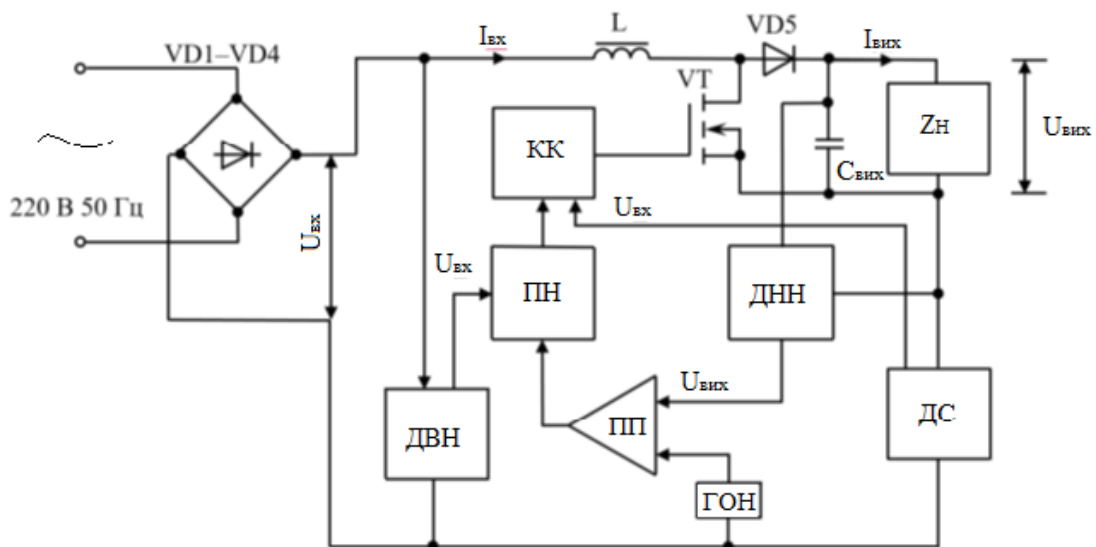 VD1–VD4
Iвх
L
VD5
Iвих
VT
Zн
Uвих
КК
Cвих
220 В 50 Гц
Uвх
Uвх
Uвх
ПН
ДНН
Uвих
ДВН
ПП
ДС
ГОН